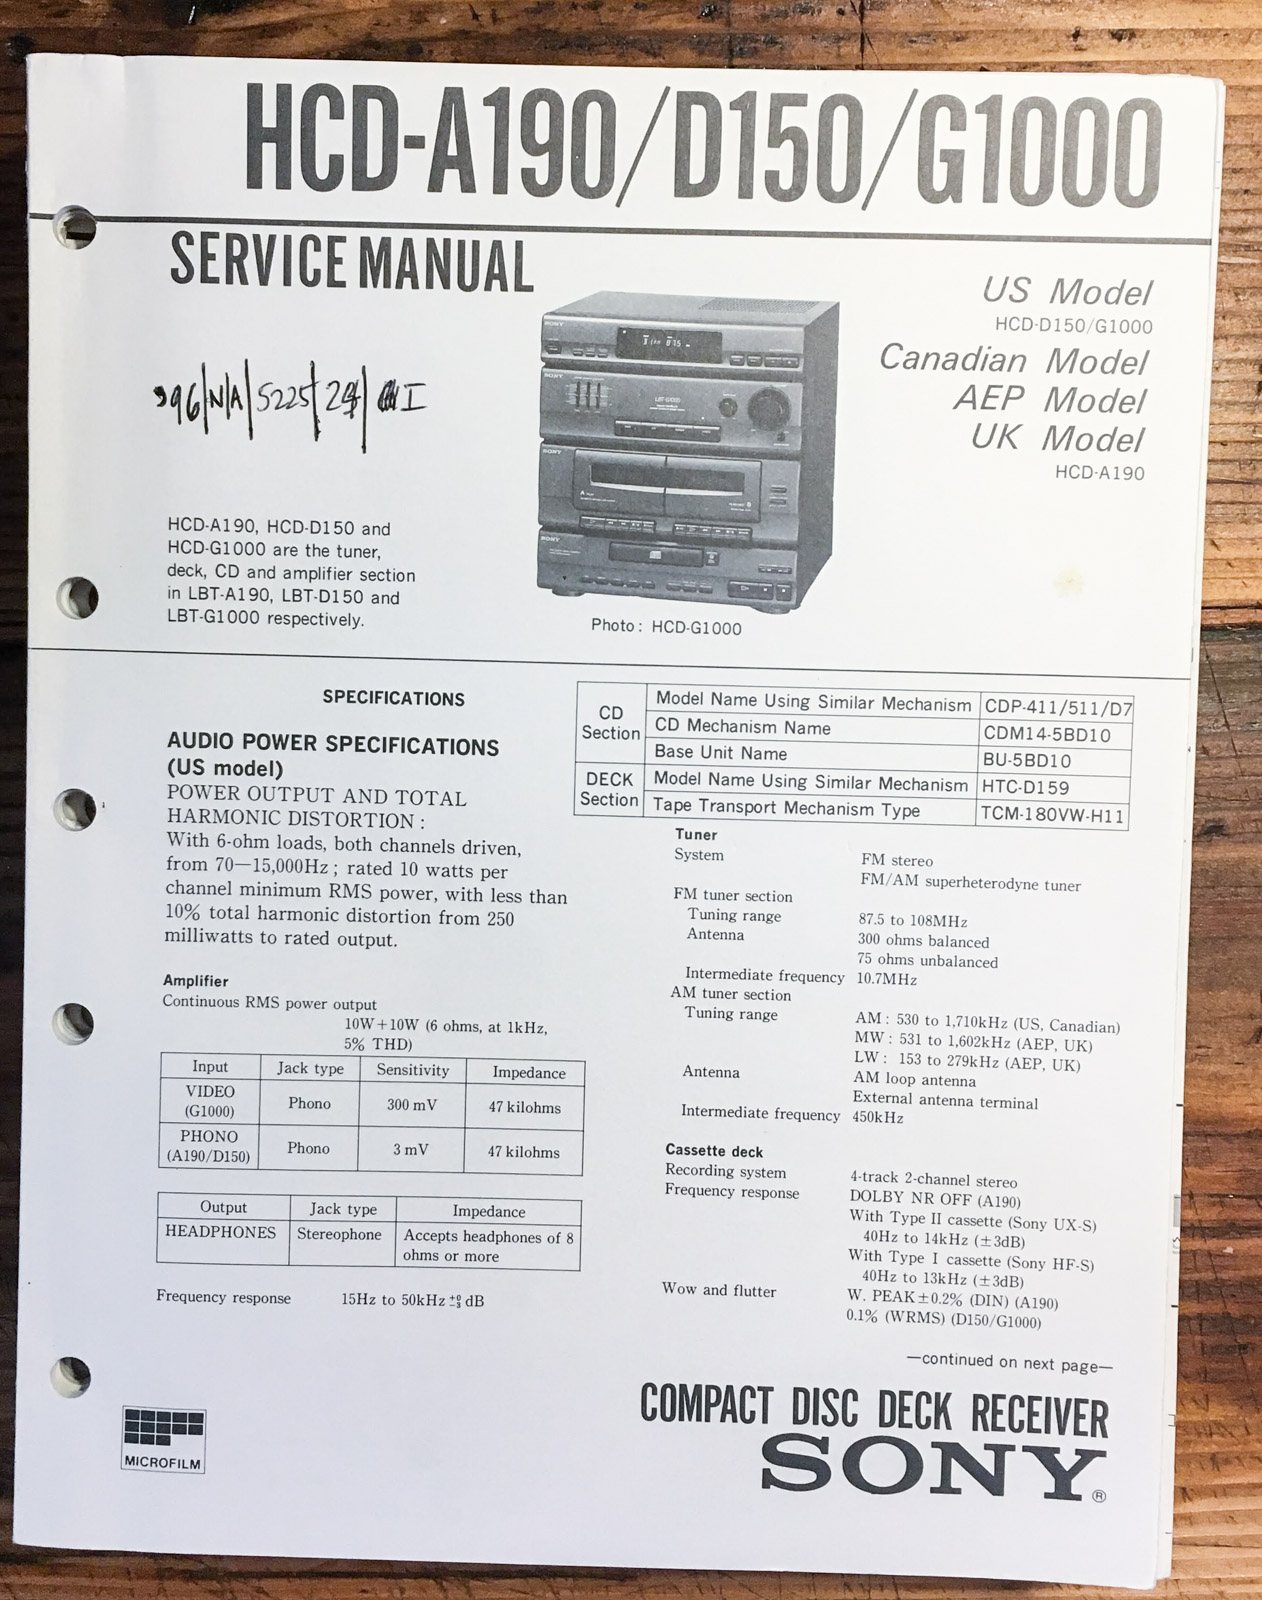 HCD-A190/D150/G1000
SERVICE MANUAL
US Model
HCD-D150/G1000
Canadian Model
AEP Model
UK Model
HCD-A190
'96/N/A/5225/24/ I
SONY
SONY
LBT-G1000
SONY
A
B
SONY
HCD-A190, HCD-D150 and
HCD-G1000 are the tuner,
deck, CD and amplifier section
in LBT-A190, LBT-D150 and
LBT-G1000 respectively.
Photo : HCD-G1000
SPECIFICATIONS
AUDIO POWER SPECIFICATIONS
(US model)
POWER OUTPUT AND TOTAL
HARMONIC DISTORTION :
With 6-ohm loads, both channels driven,
from 70—15,000Hz ; rated 10 watts per
channel minimum RMS power, with less than
10% total harmonic distortion from 250
milliwatts to rated output.
Amplifier
Continuous RMS power output
10W+10W (6 ohms, at 1kHz,
5% THD)
Input Jack type Sensitivity Impedance
VIDEO (G1000) Phono 300 mV 47 kilohms
PHONO (A190/D150) Phono 3 mV 47 kilohms
Output Jack type Impedance
HEADPHONES Stereophone Accepts headphones of 8
ohms or more
Frequency response 15Hz to 50kHz +0 −3 dB
MICROFILM
CD Section Model Name Using Similar Mechanism CDP-411/511/D7
CD Mechanism Name CDM14-5BD10
Base Unit Name BU-5BD10
DECK Section Model Name Using Similar Mechanism HTC-D159
Tape Transport Mechanism Type TCM-180VW-H11
Tuner
System FM stereo
FM/AM superheterodyne tuner
FM tuner section
Tuning range 87.5 to 108MHz
Antenna 300 ohms balanced
75 ohms unbalanced
Intermediate frequency 10.7MHz
AM tuner section
Tuning range AM : 530 to 1,710kHz (US, Canadian)
MW : 531 to 1,602kHz (AEP, UK)
LW : 153 to 279kHz (AEP, UK)
Antenna AM loop antenna
External antenna terminal
Intermediate frequency 450kHz
Cassette deck
Recording system 4-track 2-channel stereo
Frequency response DOLBY NR OFF (A190)
With Type II cassette (Sony UX-S)
40Hz to 14kHz (±3dB)
With Type I cassette (Sony HF-S)
40Hz to 13kHz (±3dB)
Wow and flutter W. PEAK±0.2% (DIN) (A190)
0.1% (WRMS) (D150/G1000)
—continued on next page—
COMPACT DISC DECK RECEIVER
SONY®